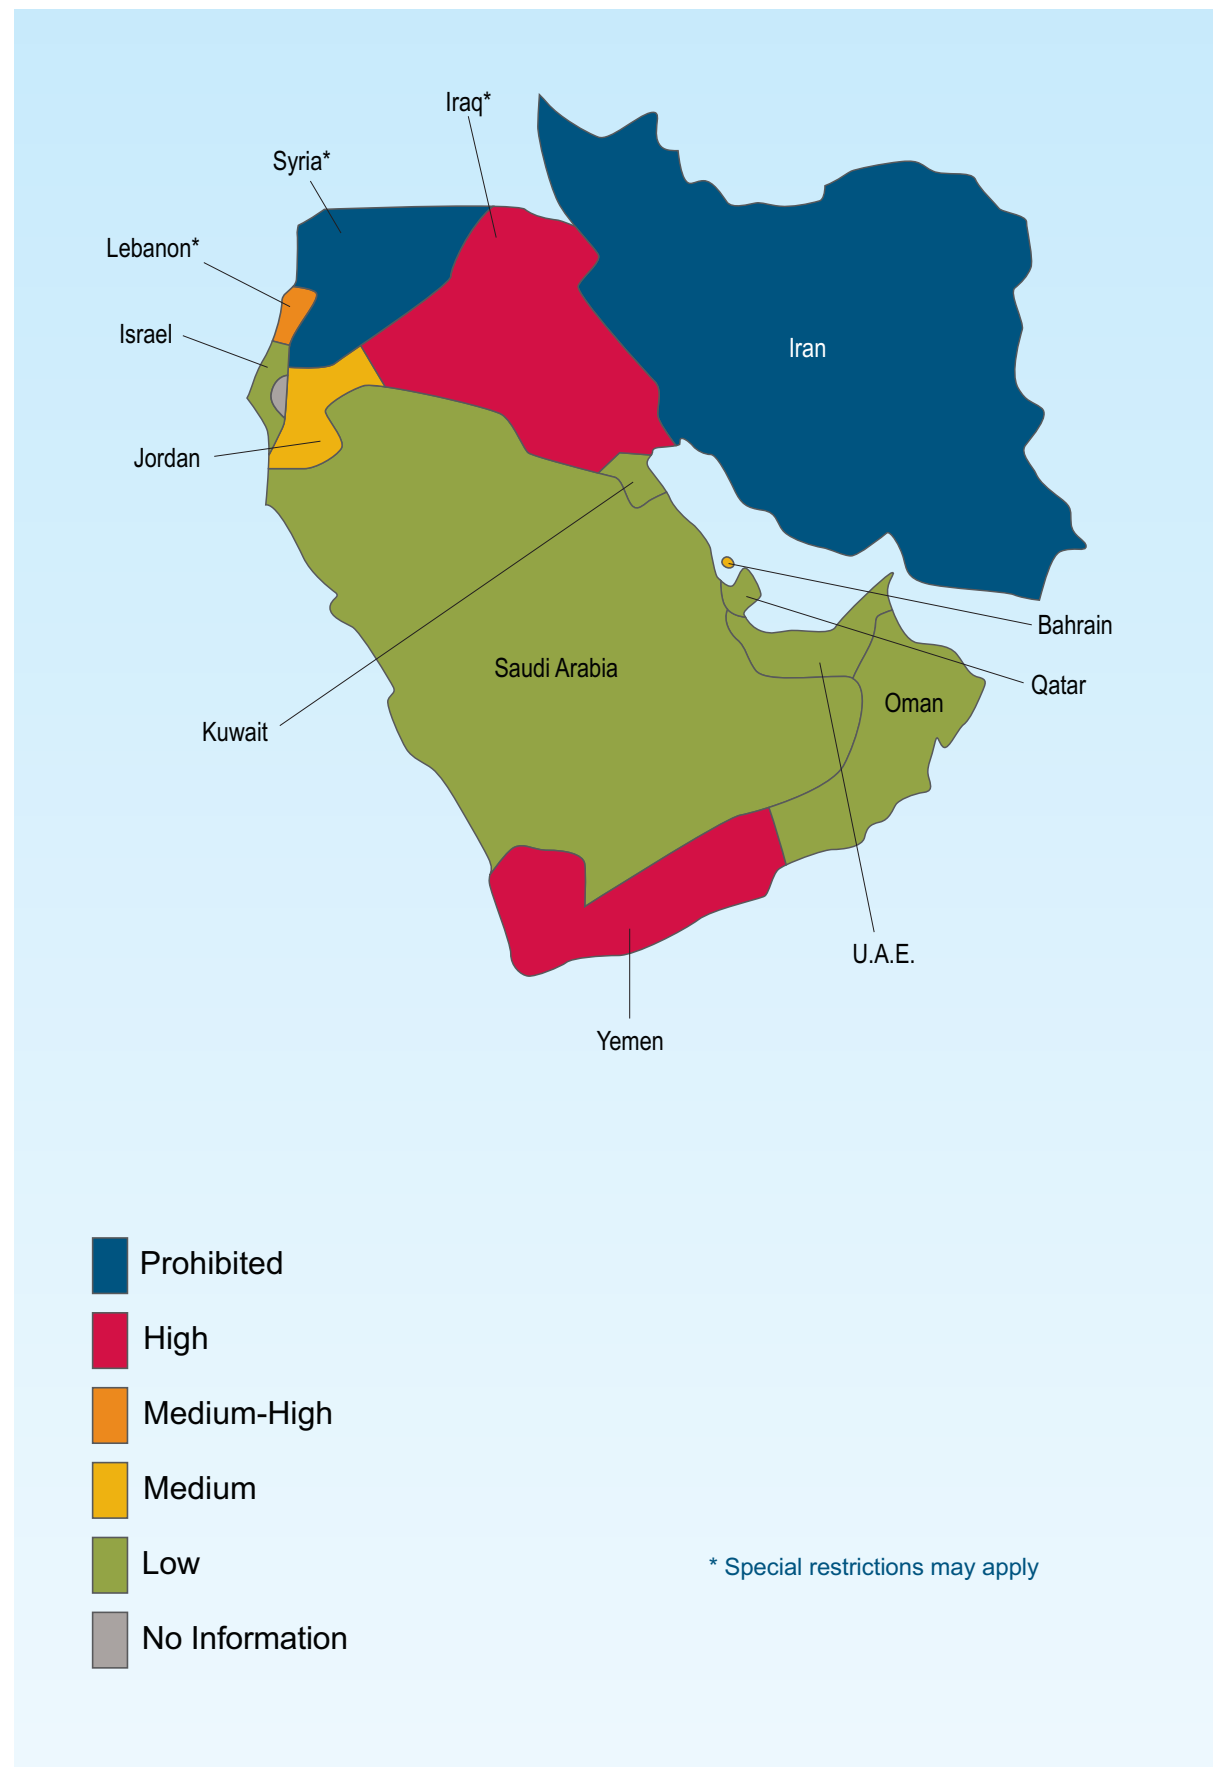 Iraq*
Syria*
Lebanon*
Israel
Iran
Jordan
Bahrain
Saudi Arabia
Qatar
Oman
Kuwait
U.A.E.
Yemen
Prohibited
High
Medium-High
Medium
Low
* Special restrictions may apply
No Information